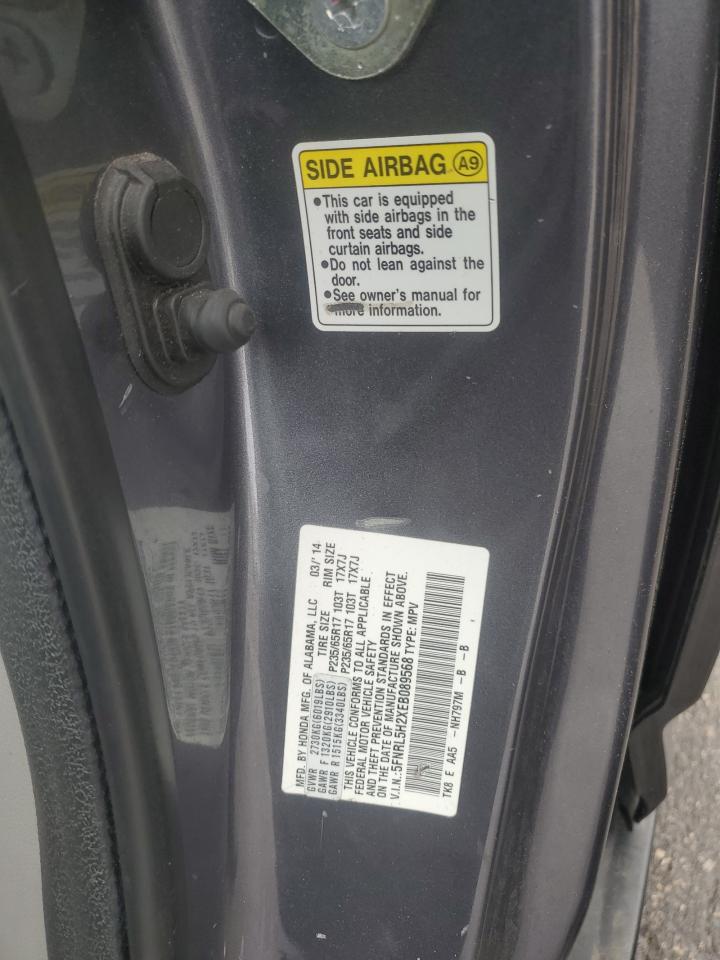 SIDE AIRBAG A9
•This car is equipped
with side airbags in the
front seats and side
curtain airbags.
•Do not lean against the
door.
•See owner's manual for
more information.
MFD. BY HONDA MFG. OF ALABAMA, LLC 03/'14
GVWR 2730KG(6019LBS) TIRE SIZE RIM SIZE
GAWR F 1320KG(2910LBS) P235/65R17 103T 17X7J
GAWR R 1515KG(3340LBS) P235/65R17 103T 17X7J
THIS VEHICLE CONFORMS TO ALL APPLICABLE
FEDERAL MOTOR VEHICLE SAFETY
AND THEFT PREVENTION STANDARDS IN EFFECT
ON THE DATE OF MANUFACTURE SHOWN ABOVE.
V.I.N.:5FNRL5H2XEB089568 TYPE: MPV
TK8 E AA5 -NH797M -B -B